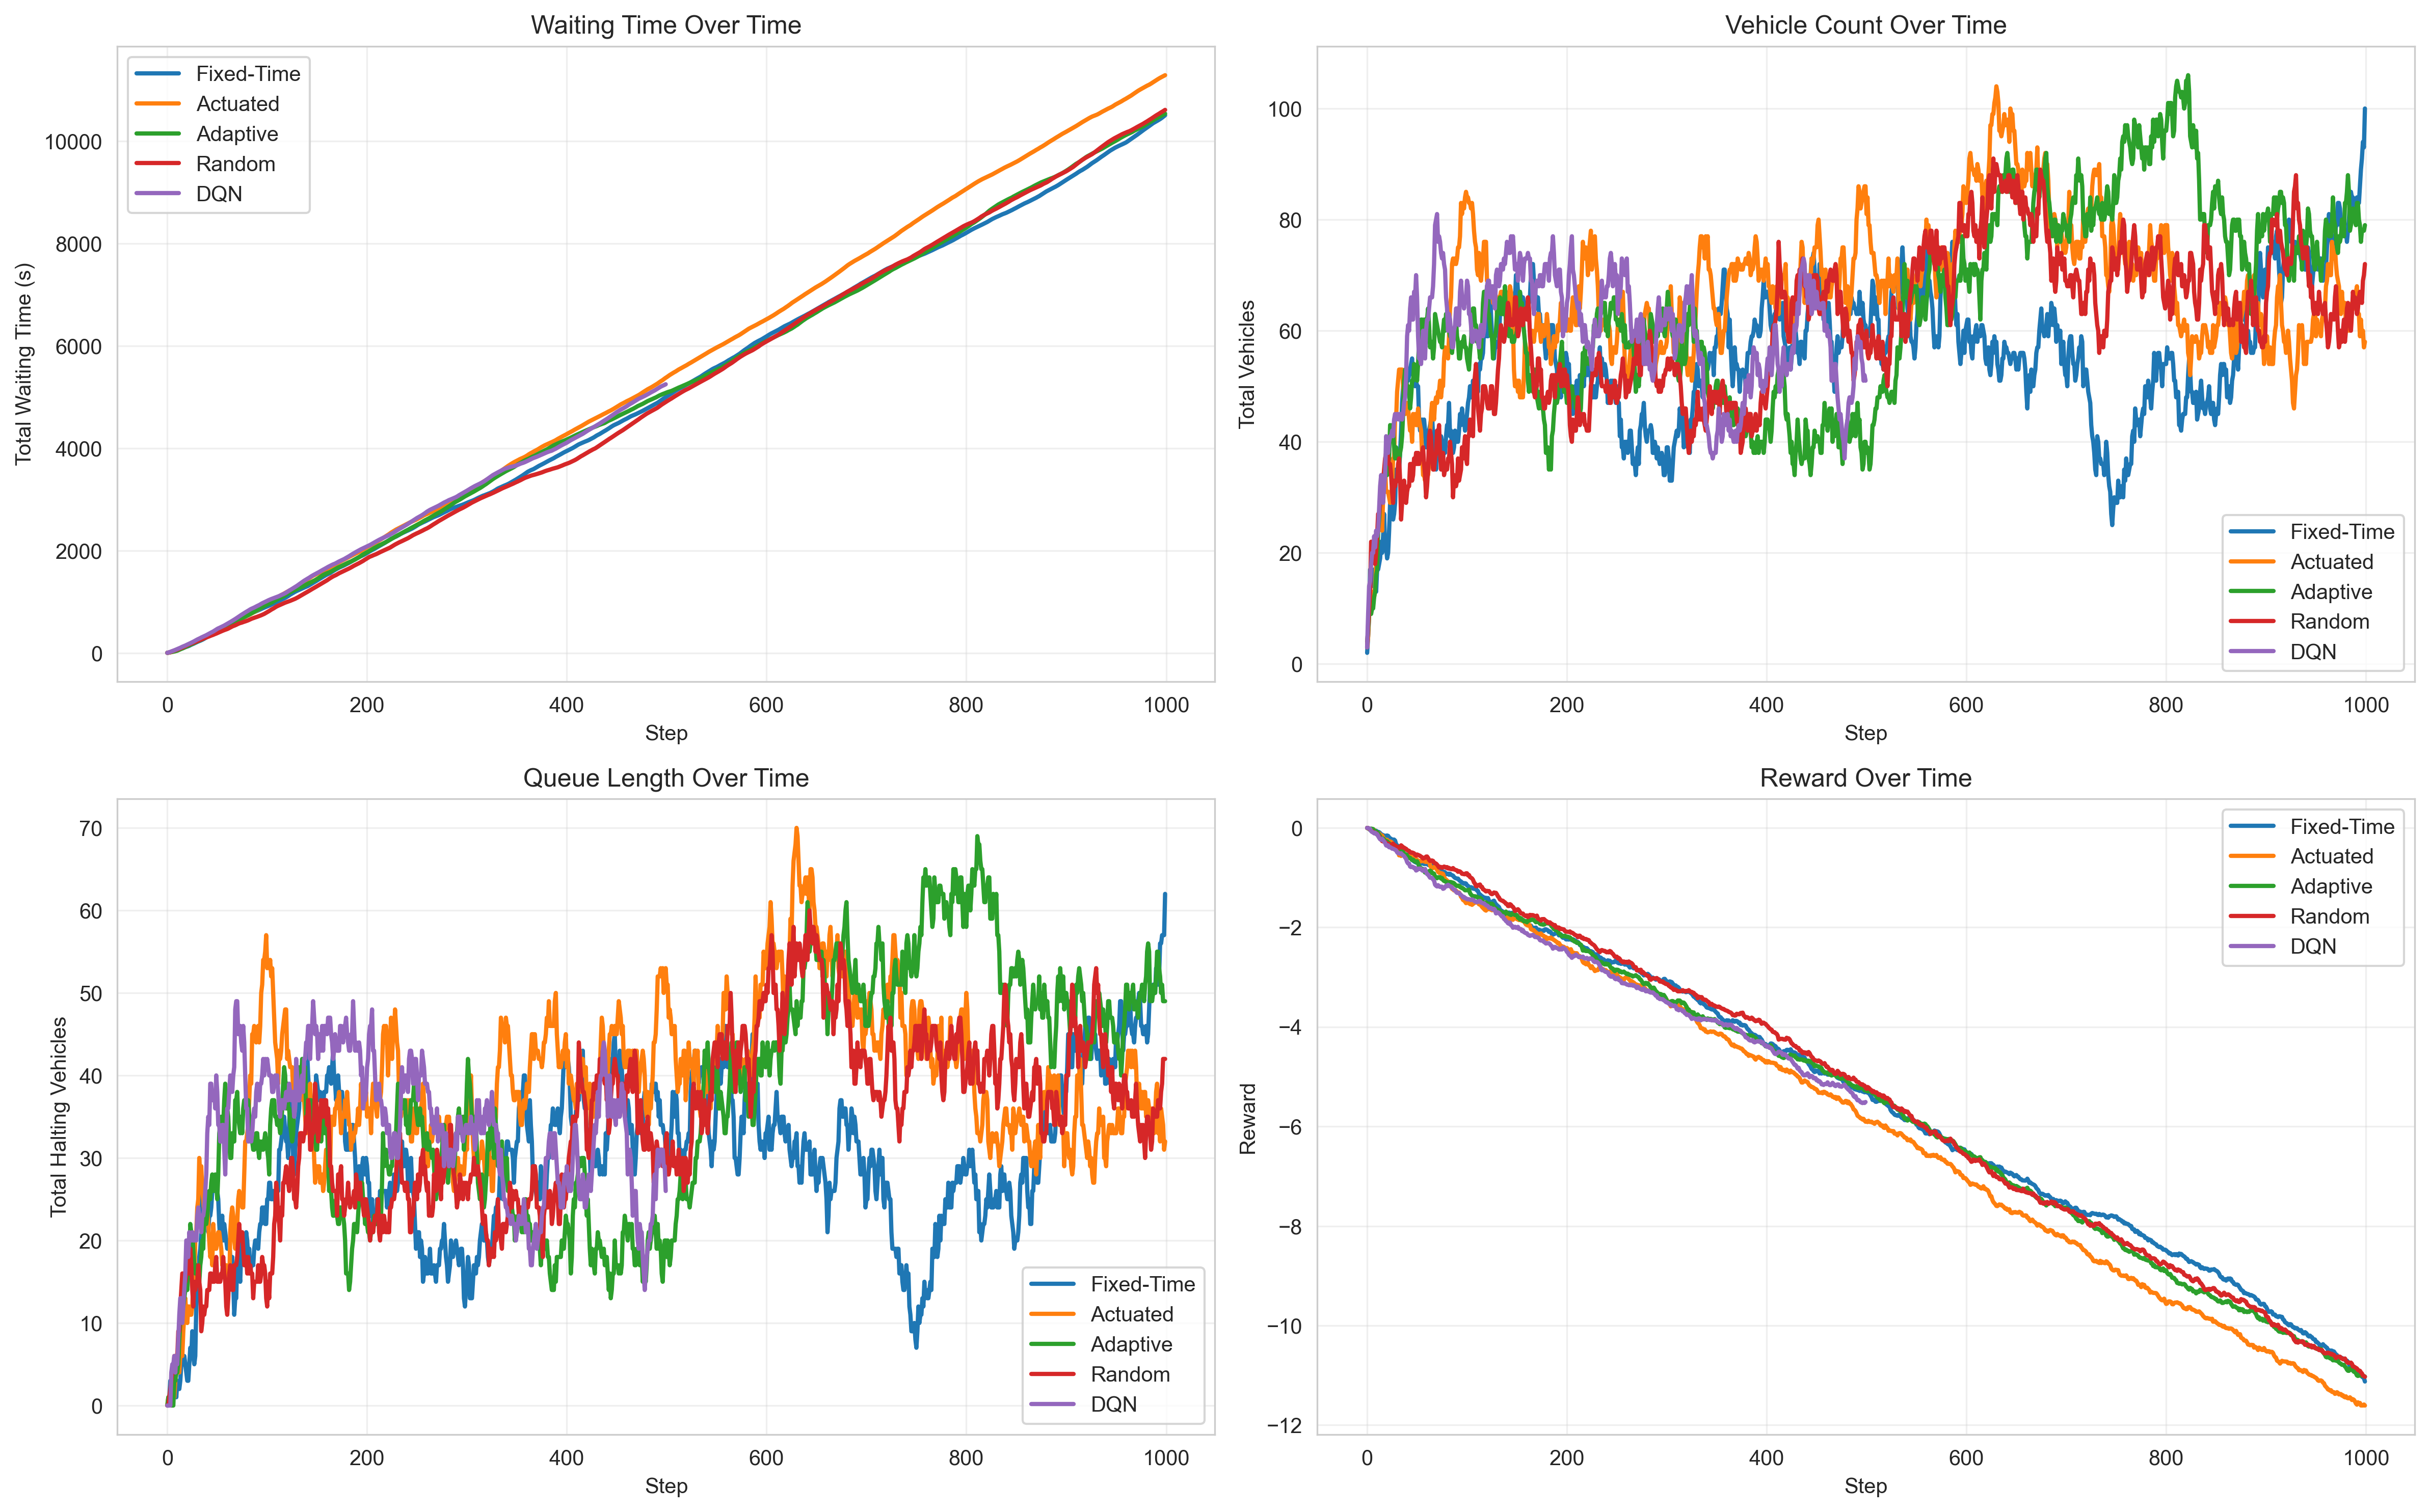 Waiting Time Over Time
Total Waiting Time (s)
10000
8000
6000
4000
2000
0
Fixed-Time
Actuated
Adaptive
Random
DQN
0 200 400 600 800 1000
Step
Vehicle Count Over Time
Total Vehicles
100
80
60
40
20
0
Fixed-Time
Actuated
Adaptive
Random
DQN
0 200 400 600 800 1000
Step
Queue Length Over Time
Total Halting Vehicles
70
60
50
40
30
20
10
0
Fixed-Time
Actuated
Adaptive
Random
DQN
0 200 400 600 800 1000
Step
Reward Over Time
Reward
0
−2
−4
−6
−8
−10
−12
Fixed-Time
Actuated
Adaptive
Random
DQN
0 200 400 600 800 1000
Step